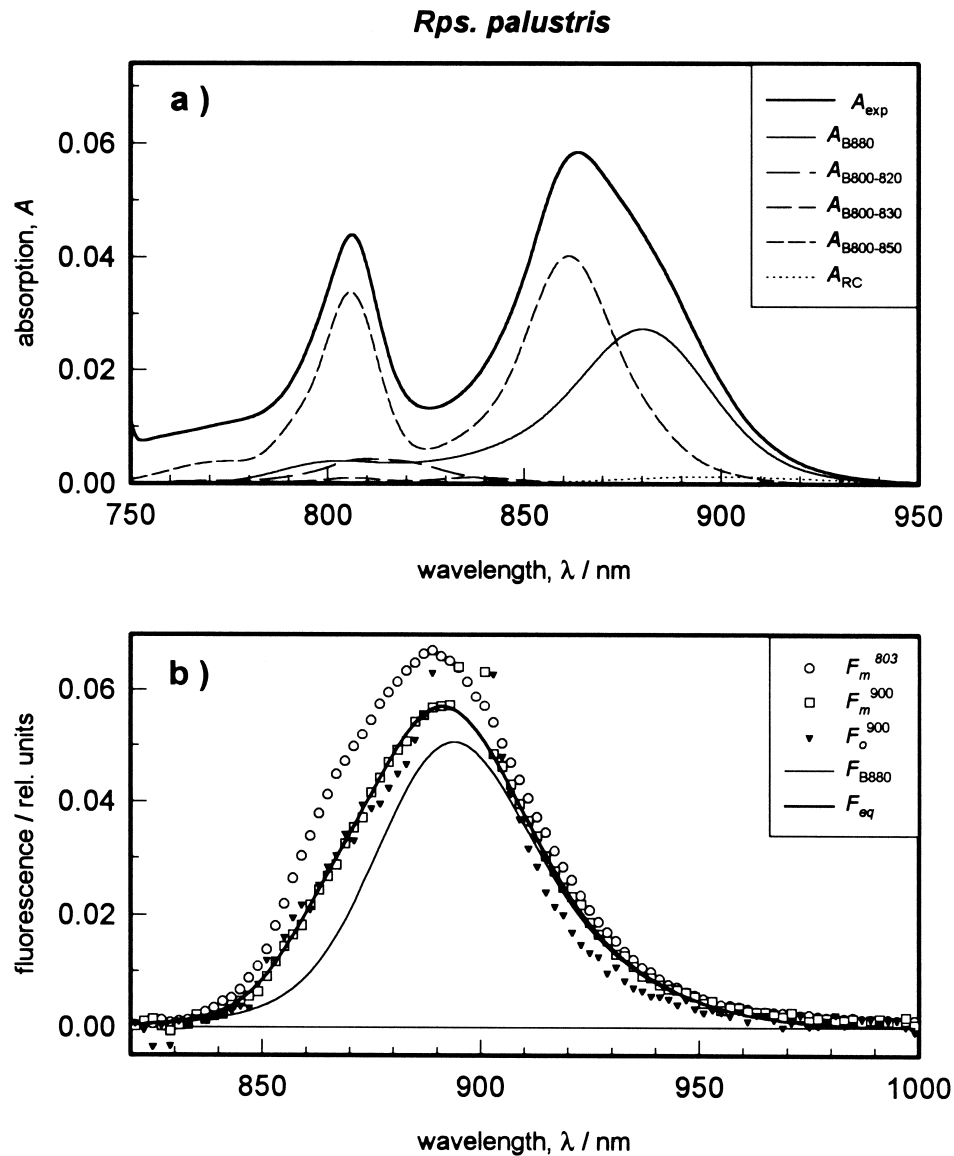 Rps. palustris
a )
A_exp
A_B880
A_B800-820
A_B800-830
A_B800-850
A_RC
absorption, A
0.06
0.04
0.02
0.00
750 800 850 900 950
wavelength, λ / nm
b )
F_m^803
F_m^900
F_o^900
F_B880
F_eq
fluorescence / rel. units
0.06
0.04
0.02
0.00
850 900 950 1000
wavelength, λ / nm